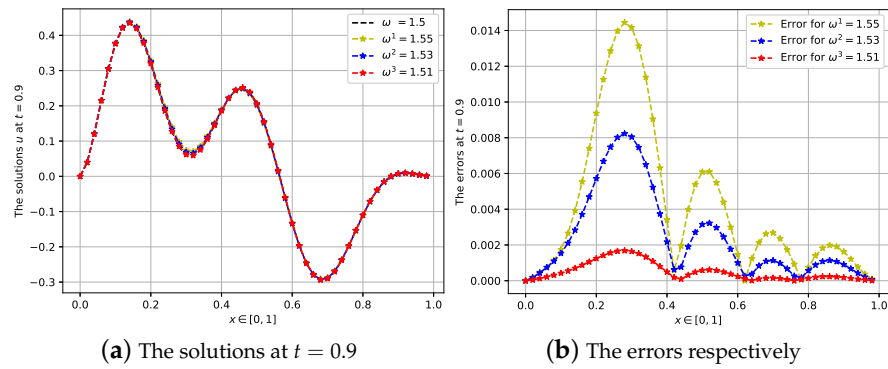 0.4
0.3
0.2
0.1
0.0
−0.1
−0.2
−0.3
0.0 0.2 0.4 0.6 0.8 1.0
x ∈ [0, 1]
The solutions u at t = 0.9
ω = 1.5
ω¹ = 1.55
ω² = 1.53
ω³ = 1.51
(a) The solutions at t = 0.9
0.014
0.012
0.010
0.008
0.006
0.004
0.002
0.000
0.0 0.2 0.4 0.6 0.8 1.0
x ∈ [0, 1]
The errors at t = 0.9
Error for ω¹ = 1.55
Error for ω² = 1.53
Error for ω³ = 1.51
(b) The errors respectively